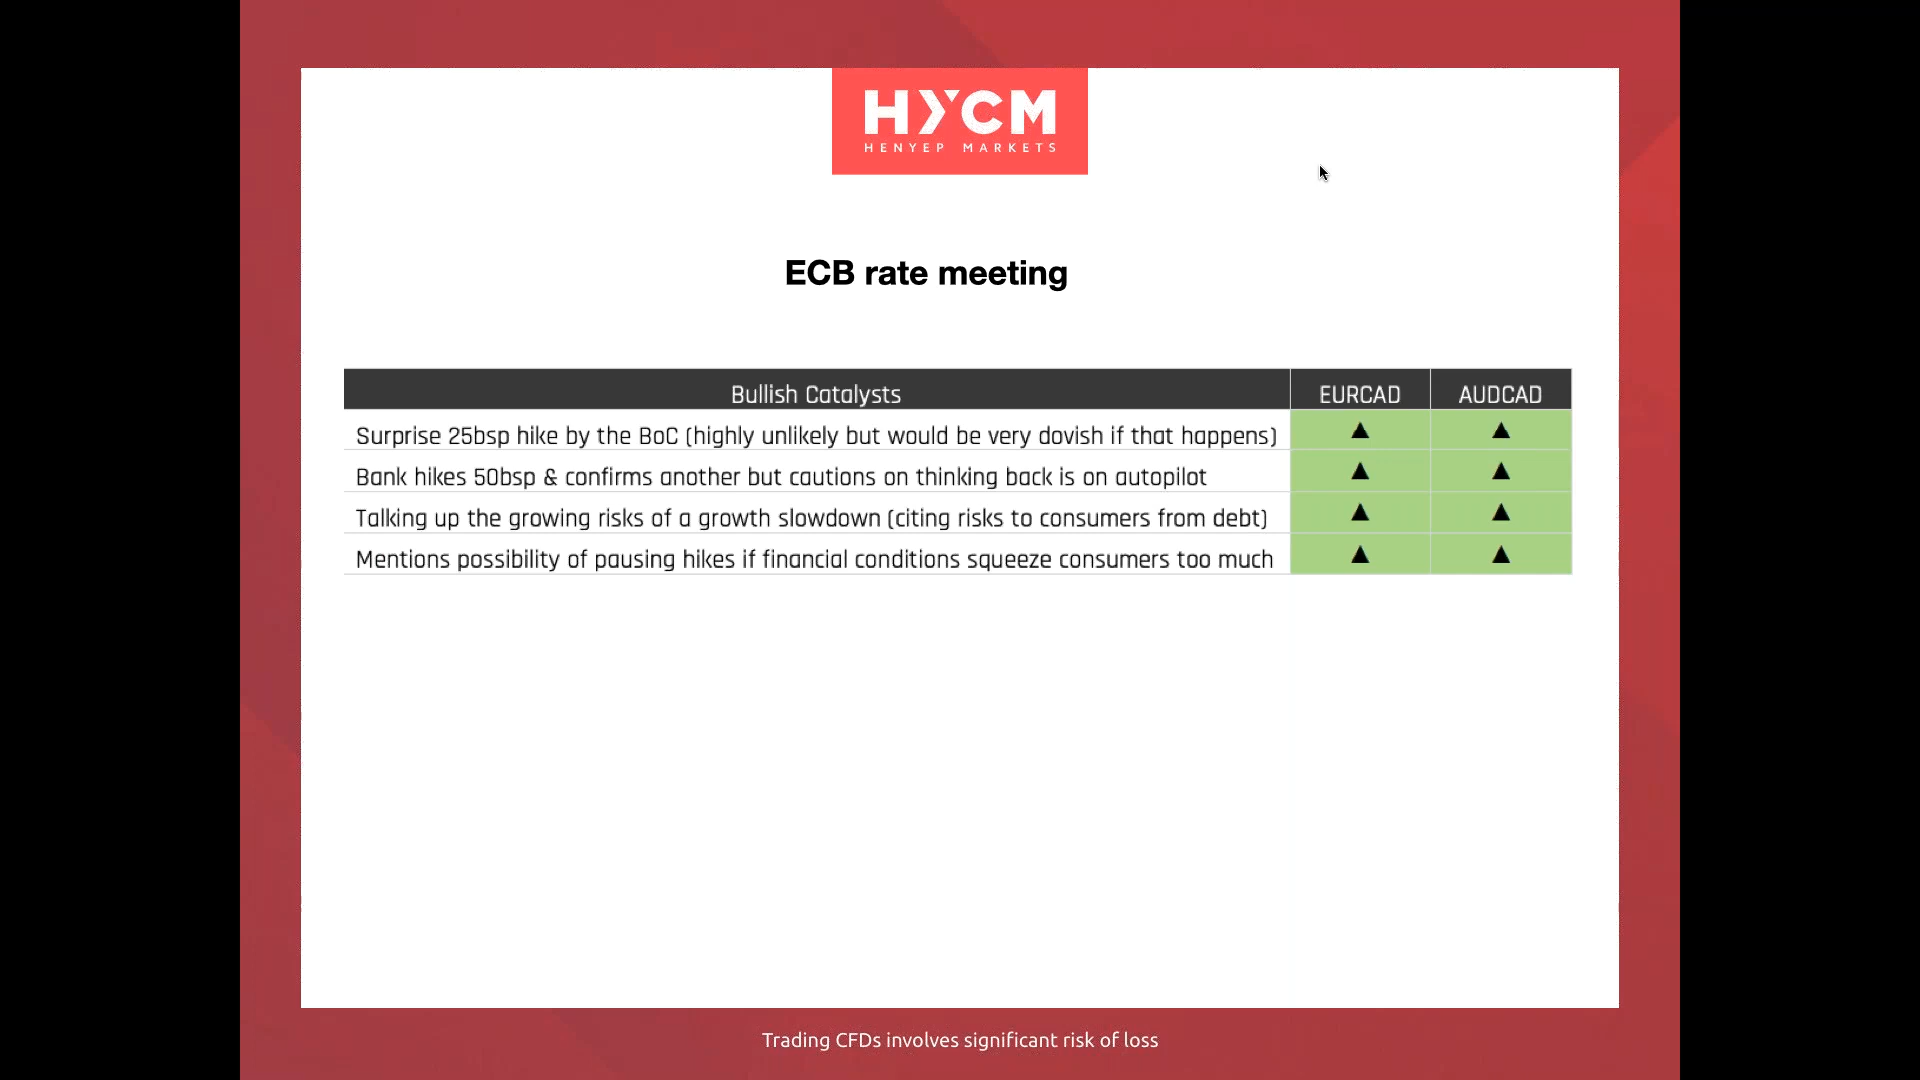 HYCM
HENYEP MARKETS
ECB rate meeting
Bullish Catalysts EURCAD AUDCAD
Surprise 25bsp hike by the BoC (highly unlikely but would be very dovish if that happens) ▲ ▲
Bank hikes 50bsp & confirms another but cautions on thinking back is on autopilot ▲ ▲
Talking up the growing risks of a growth slowdown (citing risks to consumers from debt) ▲ ▲
Mentions possibility of pausing hikes if financial conditions squeeze consumers too much ▲ ▲
Trading CFDs involves significant risk of loss